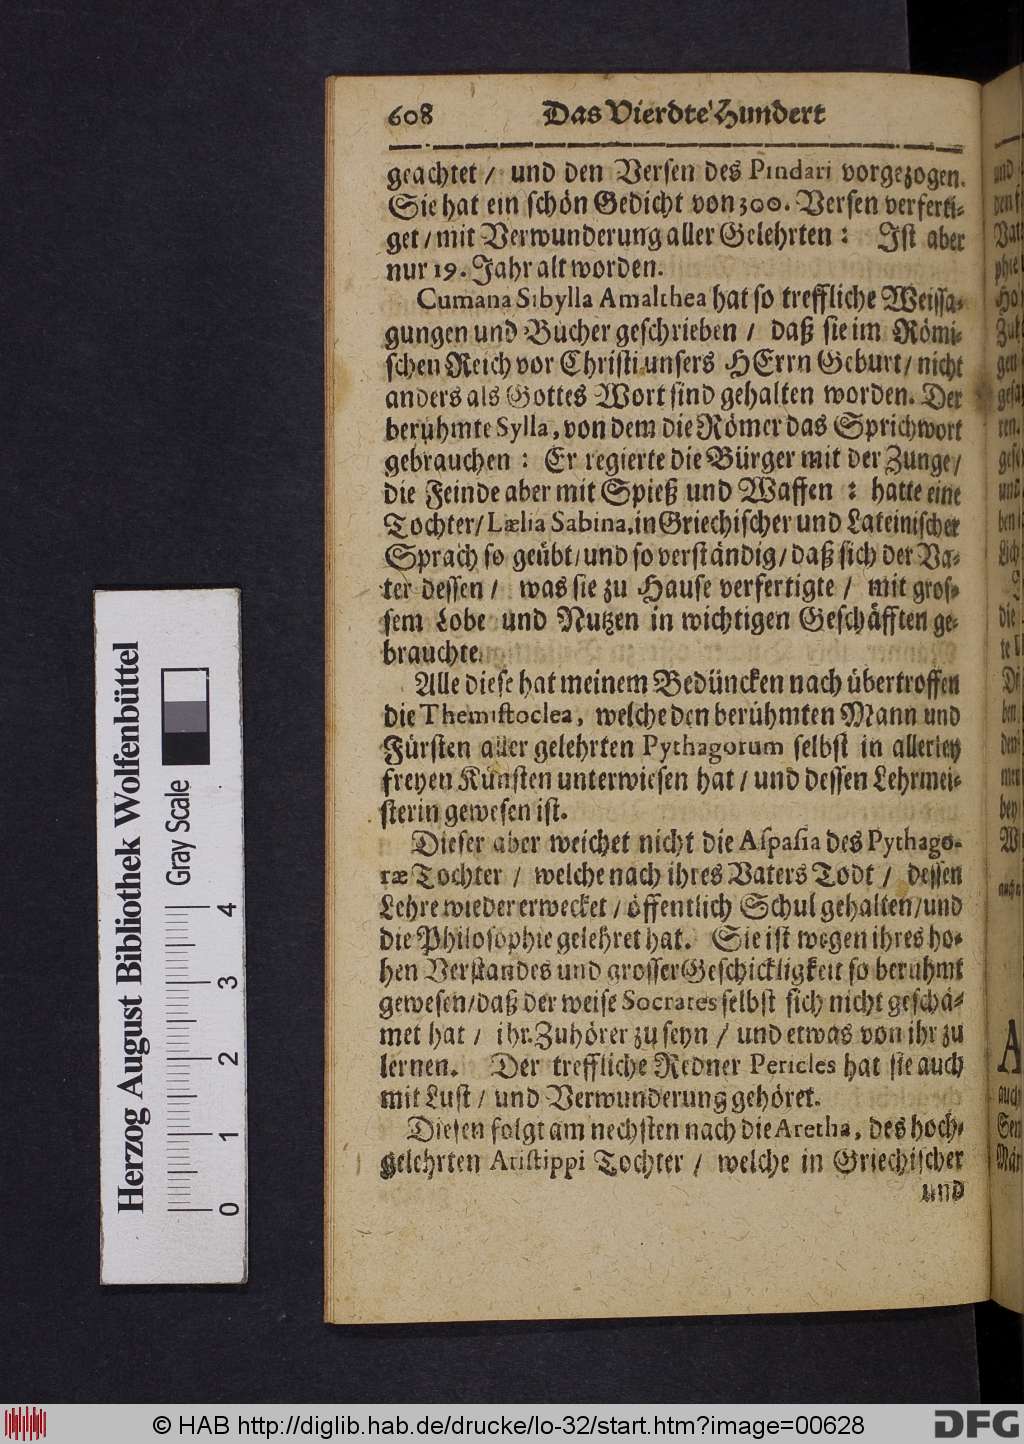 608 Das Vierdte Hundert
geachtet / und den Versen des Pindari vorgezogen.
Sie hat ein schön Gedicht von 300. Versen verferti-
get / mit Verwunderung aller Gelehrten : Ist aber
nur 19. Jahr alt worden.
Cumana Sibylla Amalthea hat so treffliche Weissa-
gungen und Bücher geschrieben / daß sie im Römi-
schen Reich vor Christi unsers HErrn Geburt / nicht
anders als Gottes Wort sind gehalten worden. Der
berühmte Sylla, von dem die Römer das Sprichwort
gebrauchen : Er regierte die Bürger mit der Zunge /
die Feinde aber mit Spieß und Waffen : hatte eine
Tochter / Lælia Sabina, in Griechischer und Lateinischer
Sprach so geübt / und so verständig / daß sich der Va-
ter dessen / was sie zu Hause verfertigte / mit gros-
sem Lobe und Nutzen in wichtigen Geschäfften ge-
brauchte.
Alle diese hat meinem Bedüncken nach übertroffen
die Themistoclea, welche den berühmten Mann und
Fürsten aller gelehrten Pythagorum selbst in allerley
freyen Künsten unterwiesen hat / und dessen Lehrmei-
sterin gewesen ist.
Dieser aber weichet nicht die Aspasia des Pythago-
ræ Tochter / welche nach ihres Vaters Todt / dessen
Lehre wieder erwecket / öffentlich Schul gehalten / und
die Philosophie gelehret hat. Sie ist wegen ihres ho-
hen Verstandes und grosser Geschickligkeit so berühmt
gewesen / daß der weise Socrates selbst sich nicht geschä-
met hat / ihr Zuhörer zu seyn / und etwas von ihr zu
lernen. Der treffliche Redner Pericles hat sie auch
mit Lust / und Verwunderung gehöret.
Diesen folgt am nechsten nach die Aretha, des hoch-
gelehrten Aristippi Tochter / welche in Griechischer
und
Herzog August Bibliothek Wolfenbüttel
Gray Scale
0 1 2 3 4
© HAB http://diglib.hab.de/drucke/lo-32/start.htm?image=00628
DFG